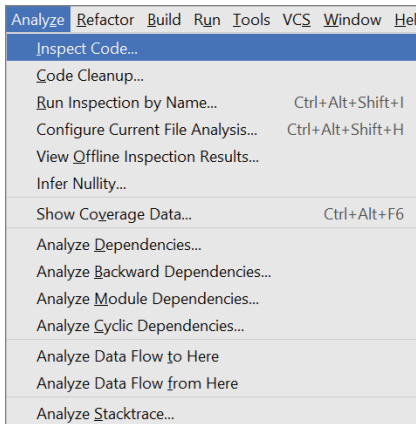 Analyze Refactor Build Run Tools VCS Window Hel
Inspect Code...
Code Cleanup...
Run Inspection by Name... Ctrl+Alt+Shift+I
Configure Current File Analysis... Ctrl+Alt+Shift+H
View Offline Inspection Results...
Infer Nullity...
Show Coverage Data... Ctrl+Alt+F6
Analyze Dependencies...
Analyze Backward Dependencies...
Analyze Module Dependencies...
Analyze Cyclic Dependencies...
Analyze Data Flow to Here
Analyze Data Flow from Here
Analyze Stacktrace...